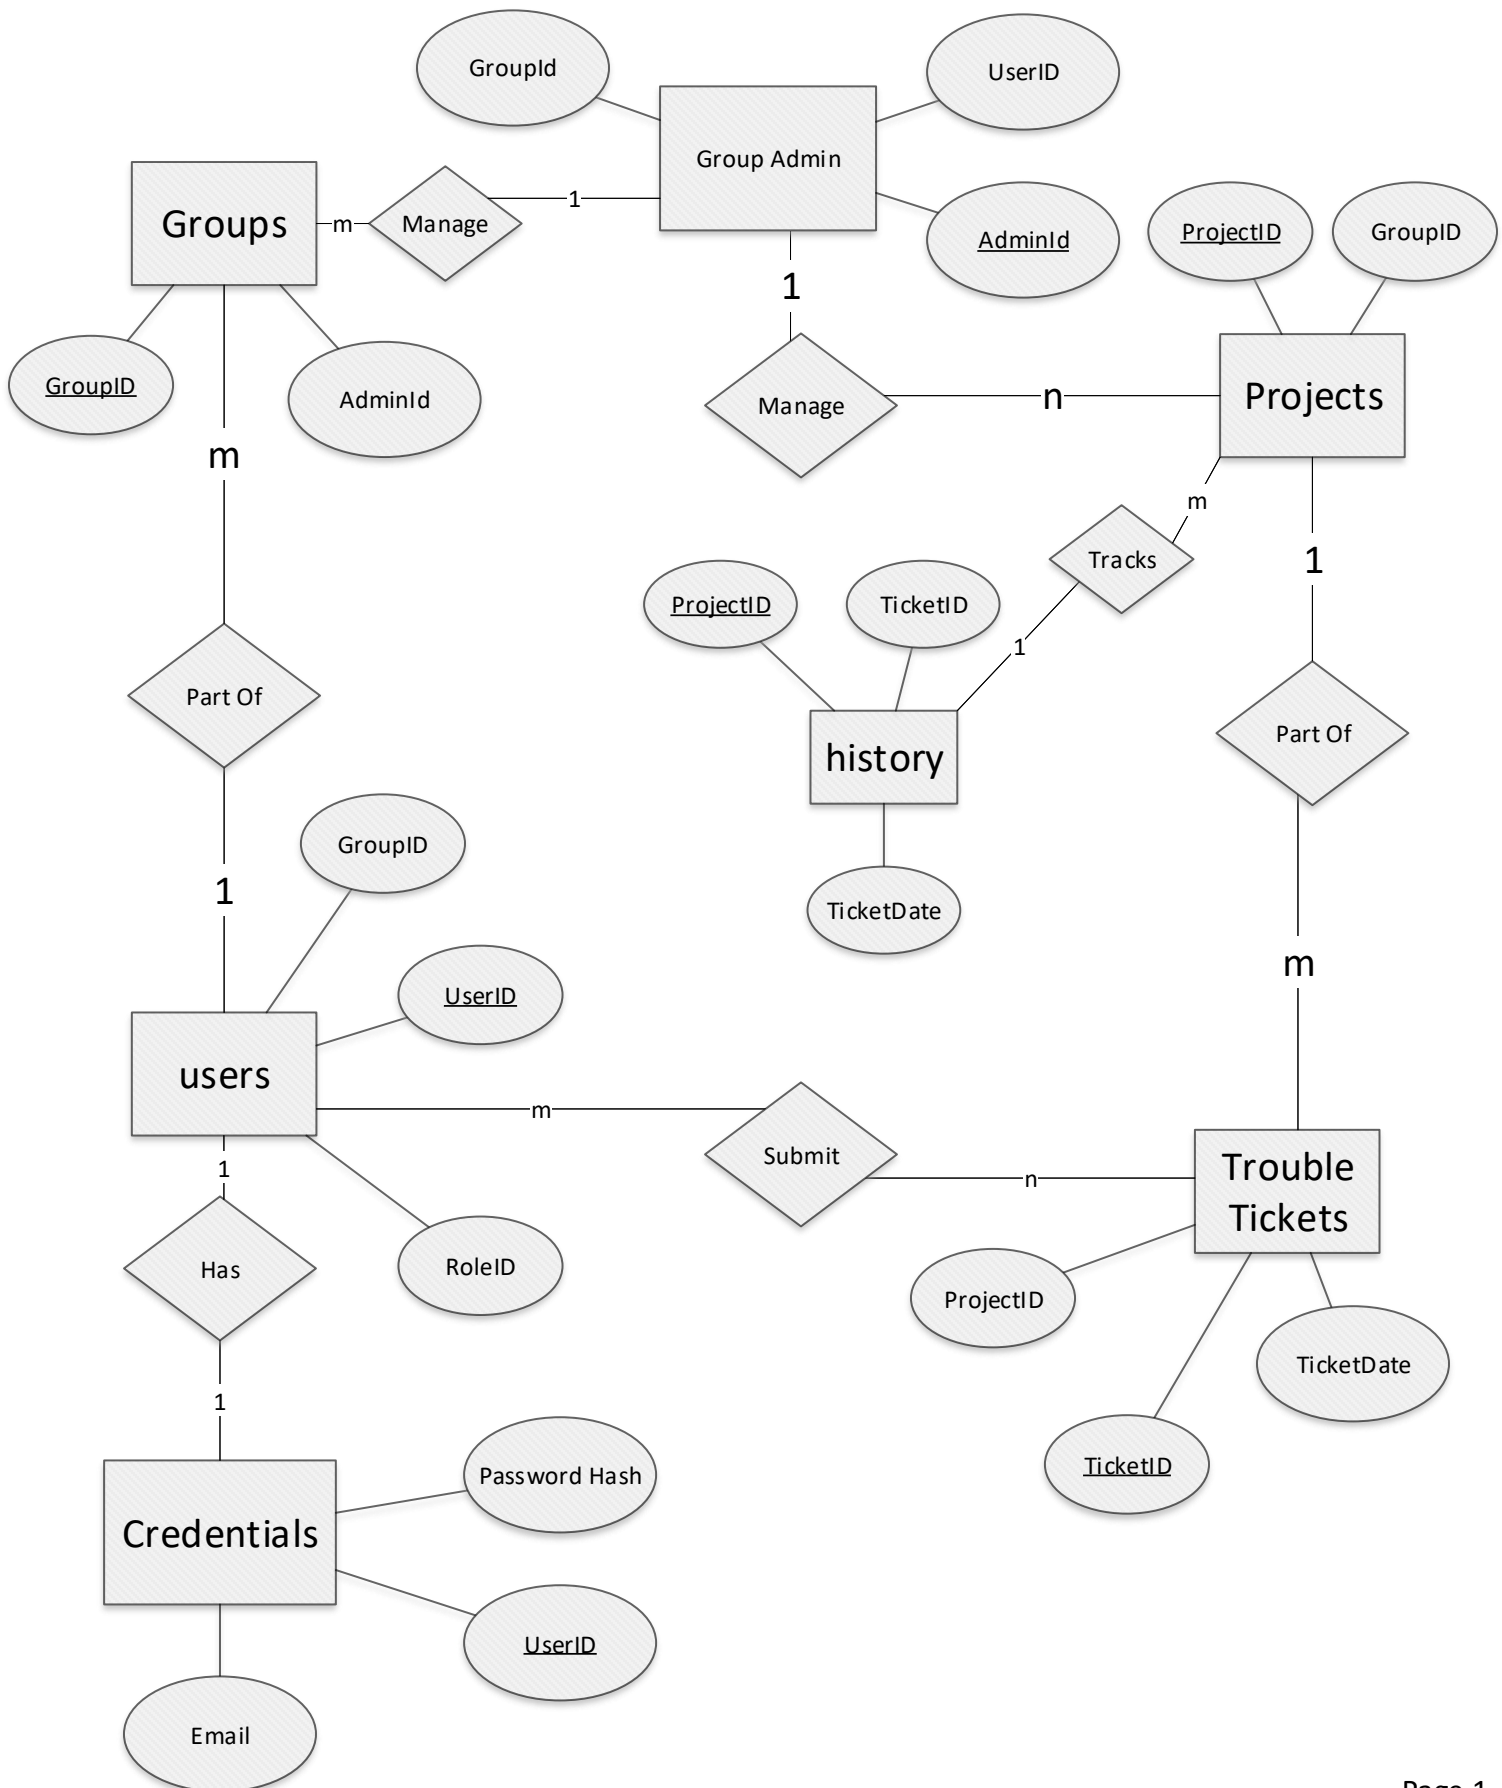 GroupId
UserID
Group Admin
Groups
m
Manage
1
AdminId
ProjectID
GroupID
1
GroupID
AdminId
Manage
n
Projects
m
m
Tracks
1
ProjectID
TicketID
1
Part Of
Part Of
history
GroupID
1
TicketDate
m
UserID
users
m
Submit
1
n
Trouble
Tickets
Has
RoleID
ProjectID
TicketDate
1
TicketID
Password Hash
Credentials
UserID
Email